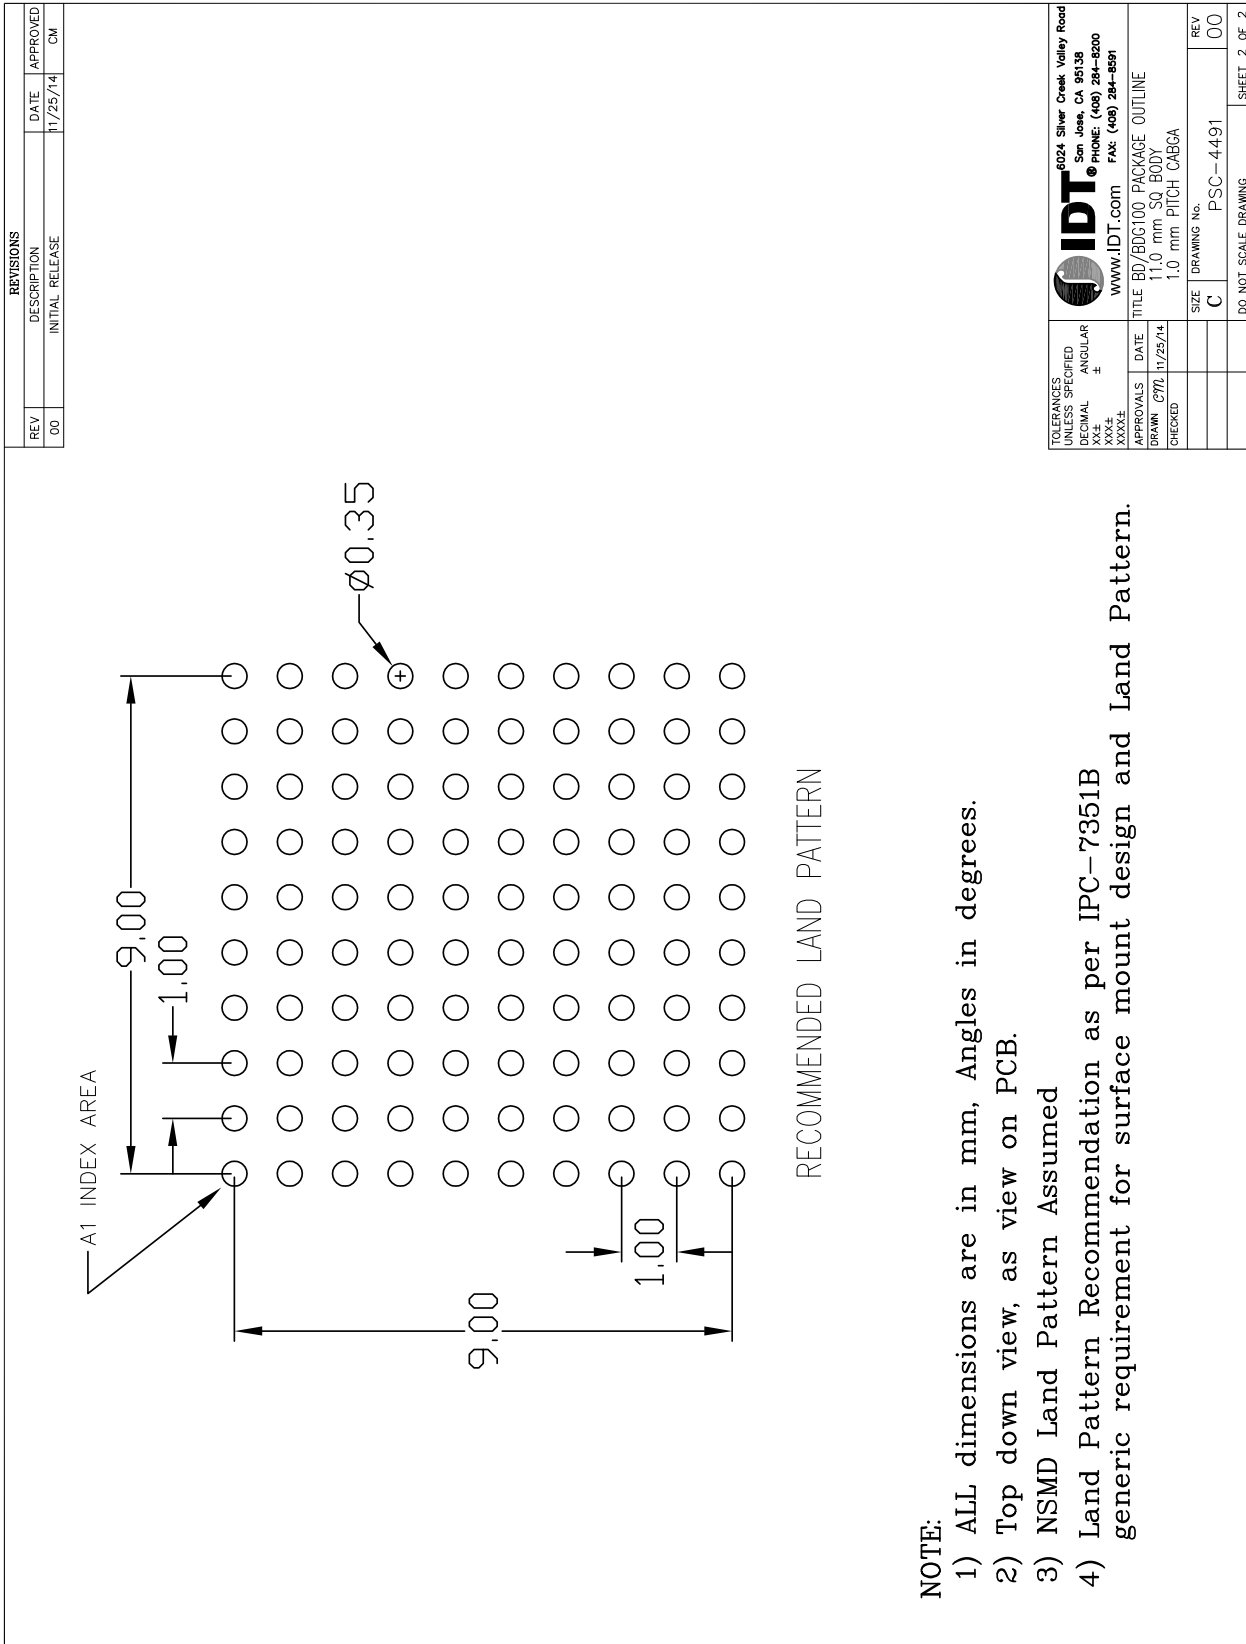 REVISIONS
REV DESCRIPTION DATE APPROVED
00 INITIAL RELEASE 11/25/14 CM
A1 INDEX AREA
9.00
1.00
Ø0.35
9.00
1.00
RECOMMENDED LAND PATTERN
NOTE:
1) ALL dimensions are in mm, Angles in degrees.
2) Top down view, as view on PCB.
3) NSMD Land Pattern Assumed
4) Land Pattern Recommendation as per IPC-7351B
generic requirement for surface mount design and Land Pattern.
TOLERANCES
UNLESS SPECIFIED
DECIMAL ANGULAR
XX± ±
XXX±
XXXX±
IDT®
www.IDT.com
6024 Silver Creek Valley Road
San Jose, CA 95138
PHONE: (408) 284-8200
FAX: (408) 284-8591
APPROVALS DATE
DRAWN CM 11/25/14
CHECKED
TITLE BD/BDG100 PACKAGE OUTLINE
11.0 mm SQ BODY
1.0 mm PITCH CABGA
SIZE DRAWING No. REV
C PSC-4491 00
DO NOT SCALE DRAWING SHEET 2 OF 2